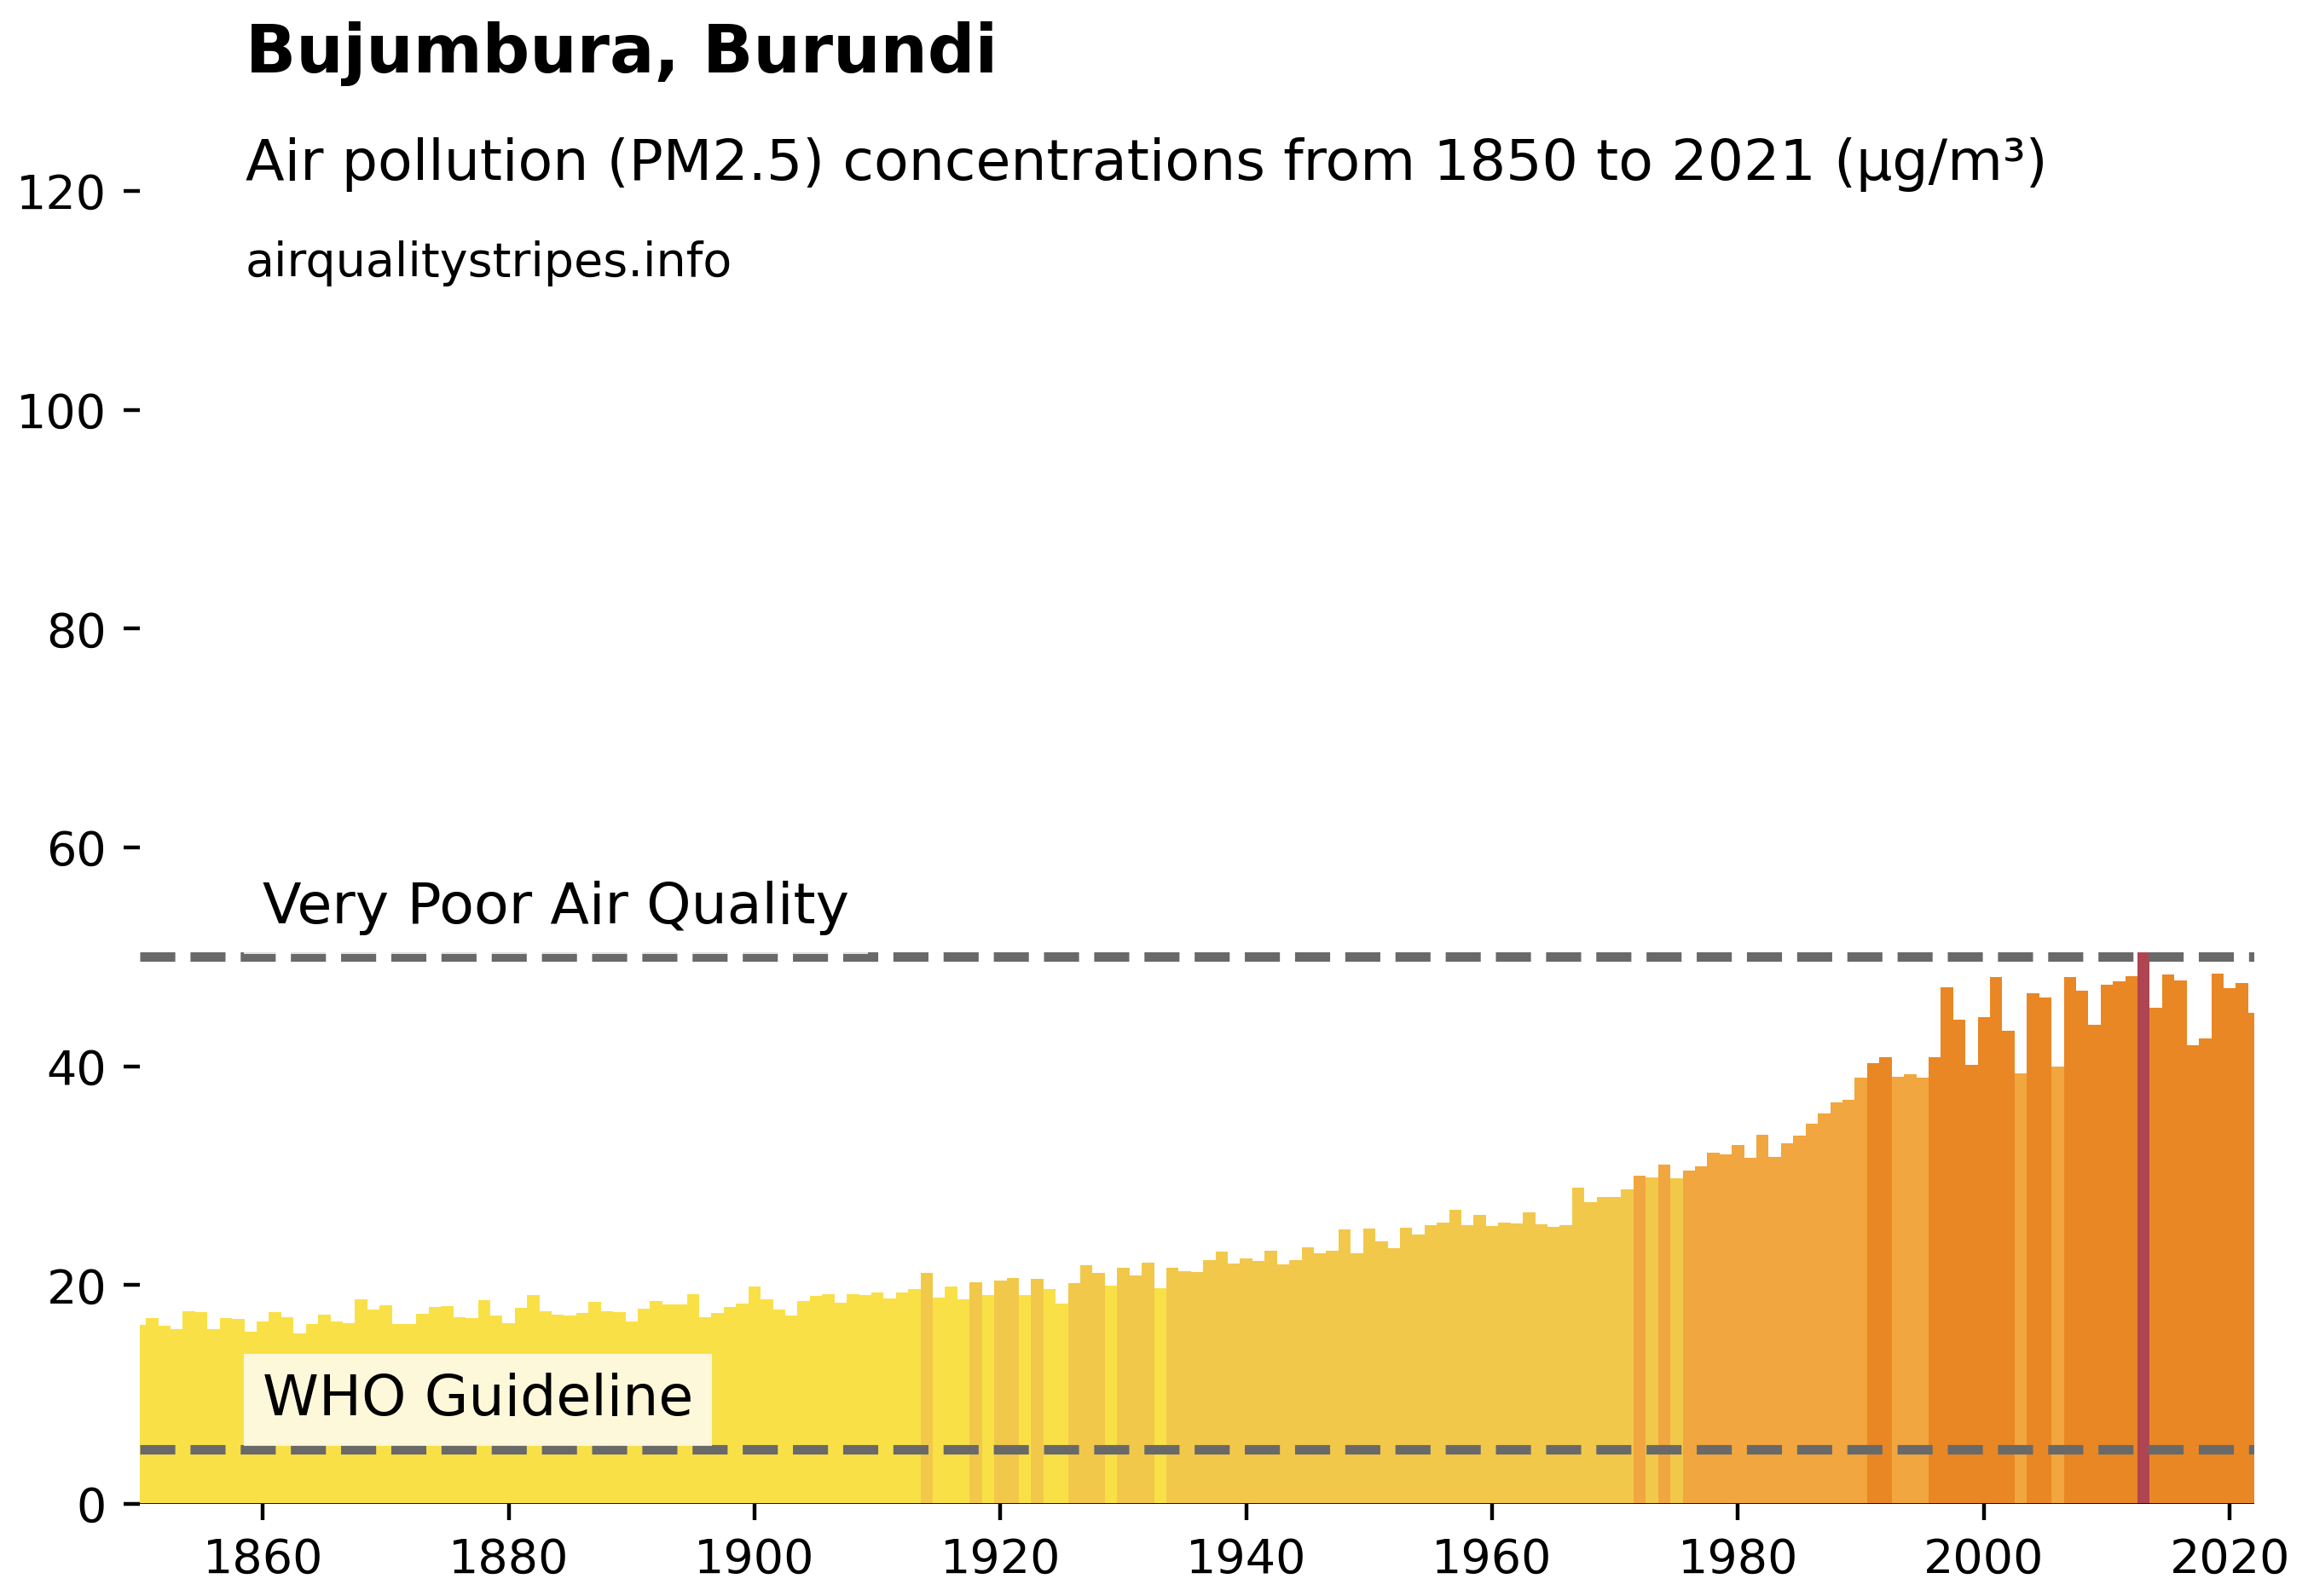 Bujumbura, Burundi
Air pollution (PM2.5) concentrations from 1850 to 2021 (µg/m³)
airqualitystripes.info
120
100
80
60
Very Poor Air Quality
40
20
WHO Guideline
0
1860 1880 1900 1920 1940 1960 1980 2000 2020